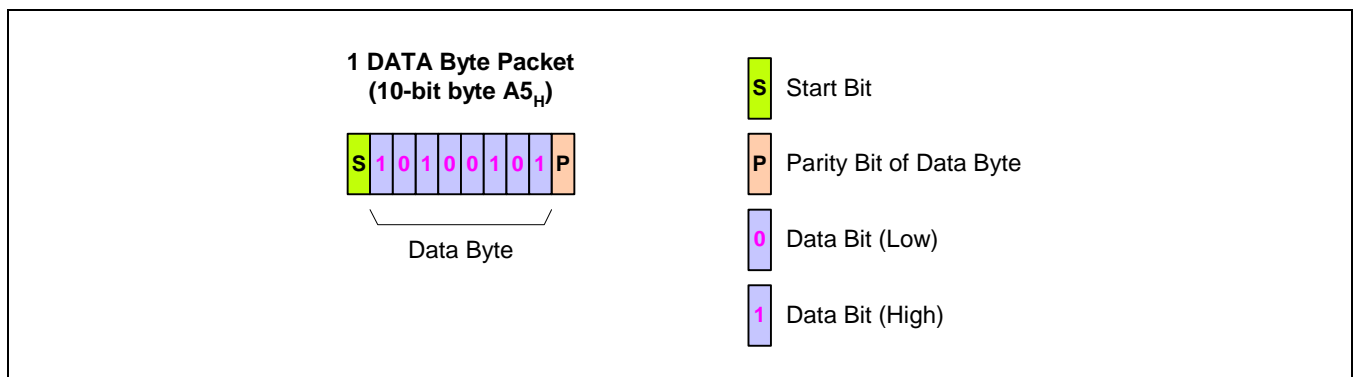 1 DATA Byte Packet
(10-bit byte A5H)
S 1 0 1 0 0 1 0 1 P
Data Byte
S Start Bit
P Parity Bit of Data Byte
0 Data Bit (Low)
1 Data Bit (High)